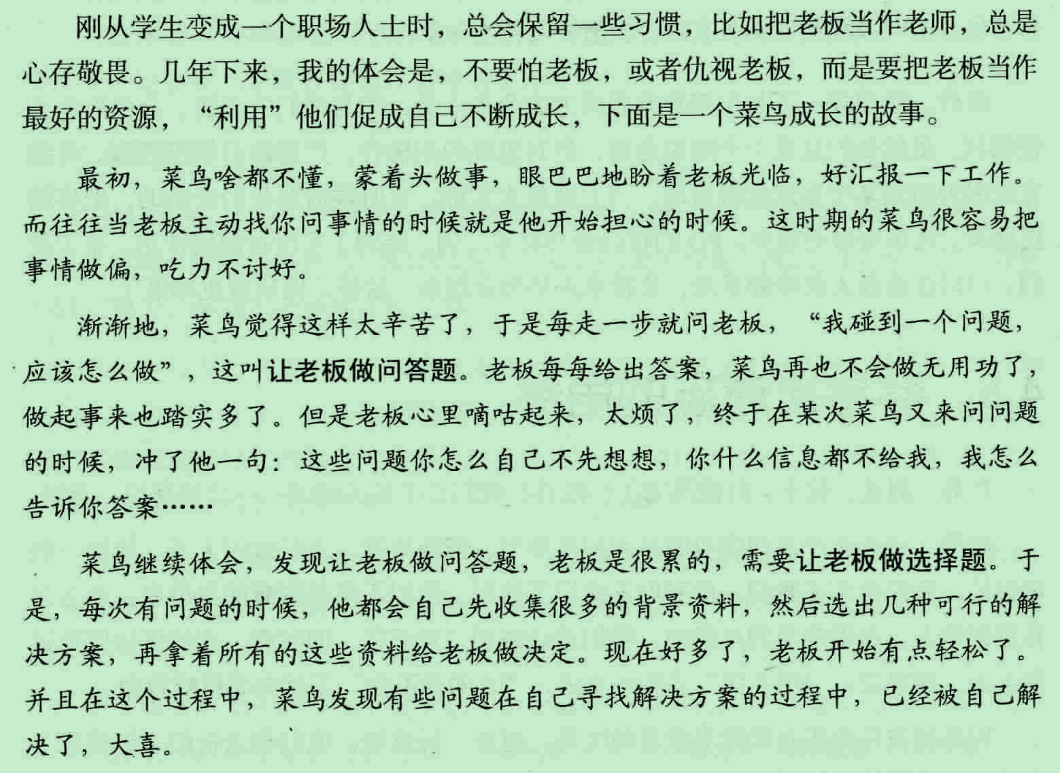 刚从学生变成一个职场人士时，总会保留一些习惯，比如把老板当作老师，总是
心存敬畏。几年下来，我的体会是，不要怕老板，或者仇视老板，而是要把老板当作
最好的资源，“利用”他们促成自己不断成长，下面是一个菜鸟成长的故事。
最初，菜鸟啥都不懂，蒙着头做事，眼巴巴地盼着老板光临，好汇报一下工作。
而往往当老板主动找你问事情的时候就是他开始担心的时候。这时期的菜鸟很容易把
事情做偏，吃力不讨好。
渐渐地，菜鸟觉得这样太辛苦了，于是每走一步就问老板，“我碰到一个问题，
应该怎么做”，这叫让老板做问答题。老板每每给出答案，菜鸟再也不会做无用功了，
做起事来也踏实多了。但是老板心里嘀咕起来，太烦了，终于在某次菜鸟又来问问题
的时候，冲了他一句：这些问题你怎么自己不先想想，你什么信息都不给我，我怎么
告诉你答案……
菜鸟继续体会，发现让老板做问答题，老板是很累的，需要让老板做选择题。于
是，每次有问题的时候，他都会自己先收集很多的背景资料，然后选出几种可行的解
决方案，再拿着所有的这些资料给老板做决定。现在好多了，老板开始有点轻松了。
并且在这个过程中，菜鸟发现有些问题在自己寻找解决方案的过程中，已经被自己解
决了，大喜。